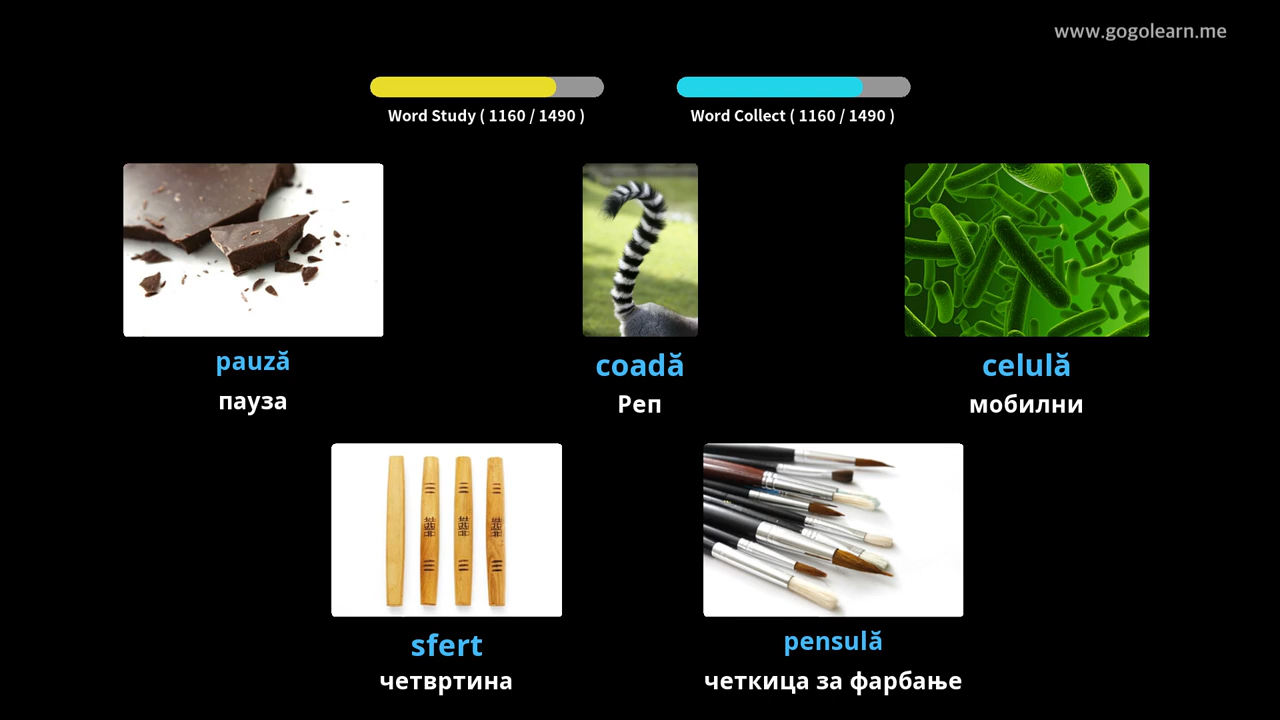 www.gogolearn.me
Word Study ( 1160 / 1490 )
Word Collect ( 1160 / 1490 )
pauză
coadă
celulă
пауза
Реп
мобилни
sfert
pensulă
четвртина
четкица за фарбање